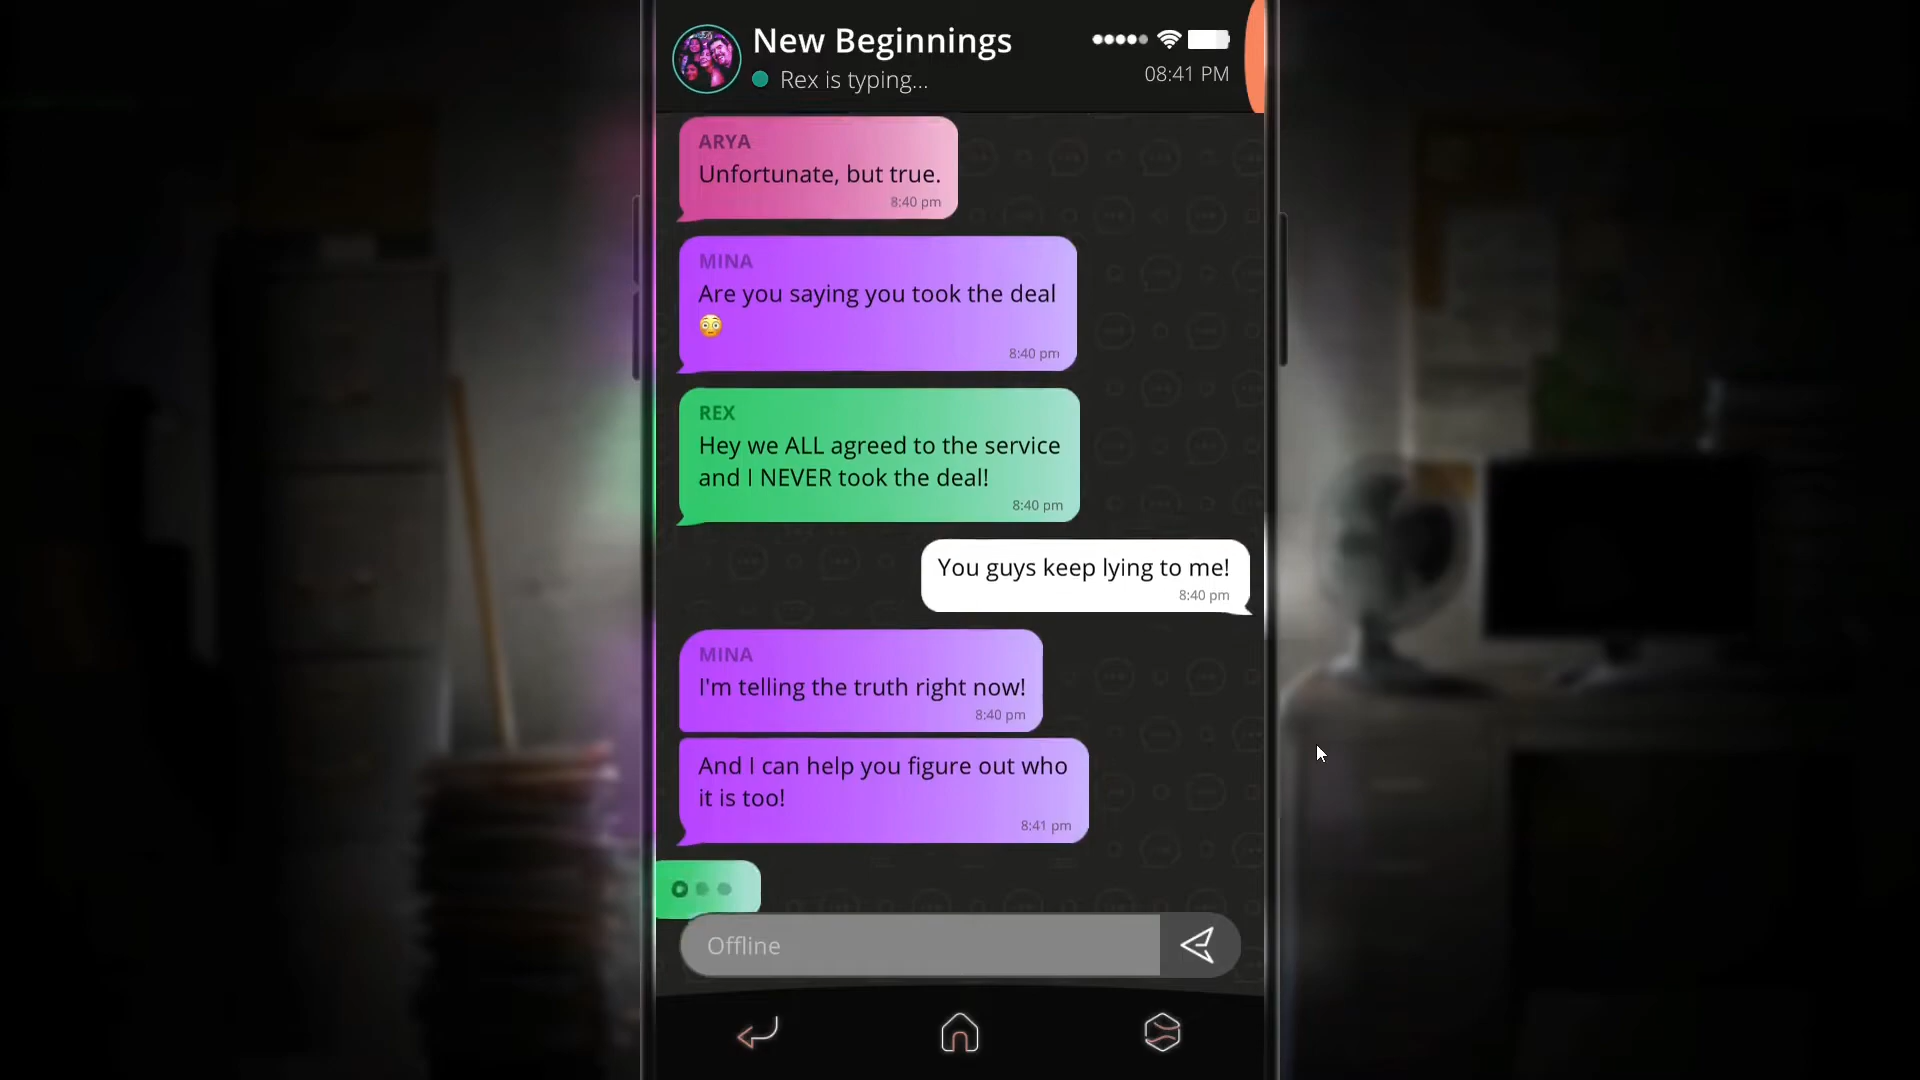 New Beginnings
Rex is typing...
08:41 PM
ARYA
Unfortunate, but true.
8:40 pm
MINA
Are you saying you took the deal
😳
8:40 pm
REX
Hey we ALL agreed to the service
and I NEVER took the deal!
8:40 pm
You guys keep lying to me!
8:40 pm
MINA
I'm telling the truth right now!
8:40 pm
And I can help you figure out who
it is too!
8:41 pm
Offline